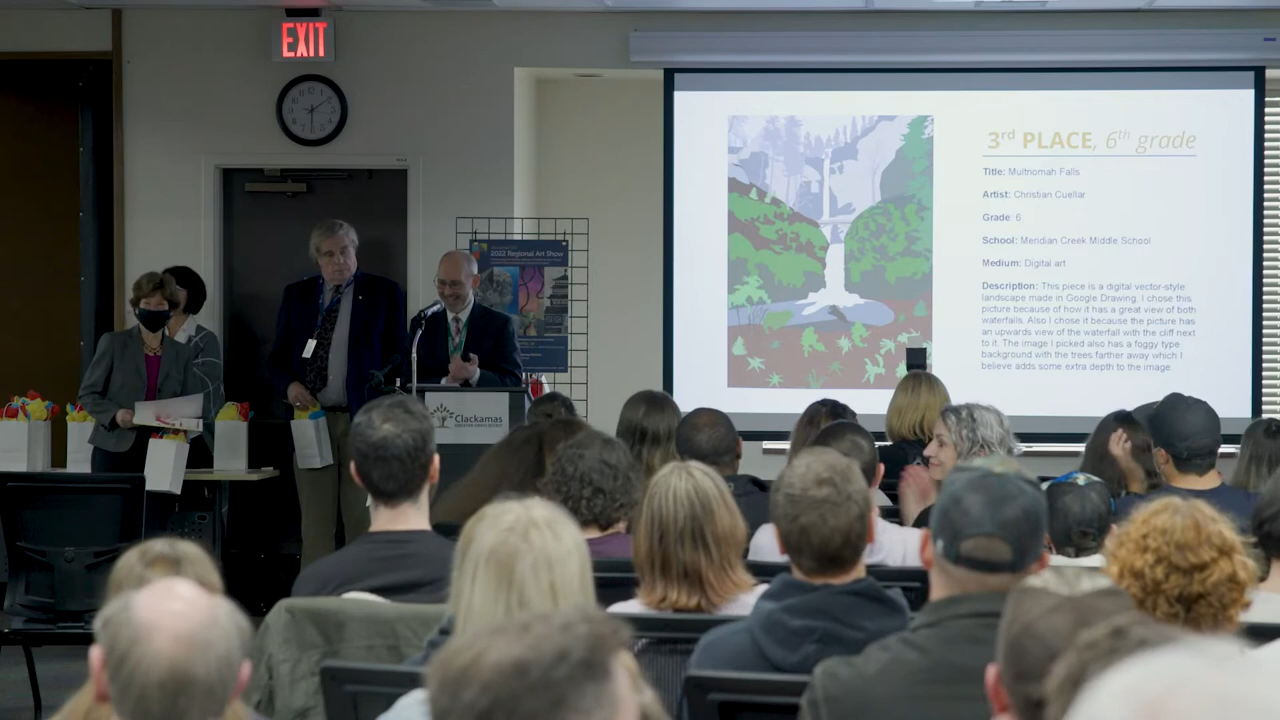 EXIT
3rd PLACE, 6th grade
Title: Multnomah Falls
Artist: Christian Cuellar
Grade: 6
School: Meridian Creek Middle School
Medium: Digital art
Description: This piece is a digital vector-style
landscape made in Google Drawing. I chose this
picture because of how it has a great view of both
waterfalls. Also I chose it because the picture has
an upwards view of the waterfall with the cliff next
to it. The image I picked also has a foggy type
background with the trees farther away which I
believe adds some extra depth to the image.
2022 Regional Art Show
Clackamas
EDUCATION SERVICE DISTRICT